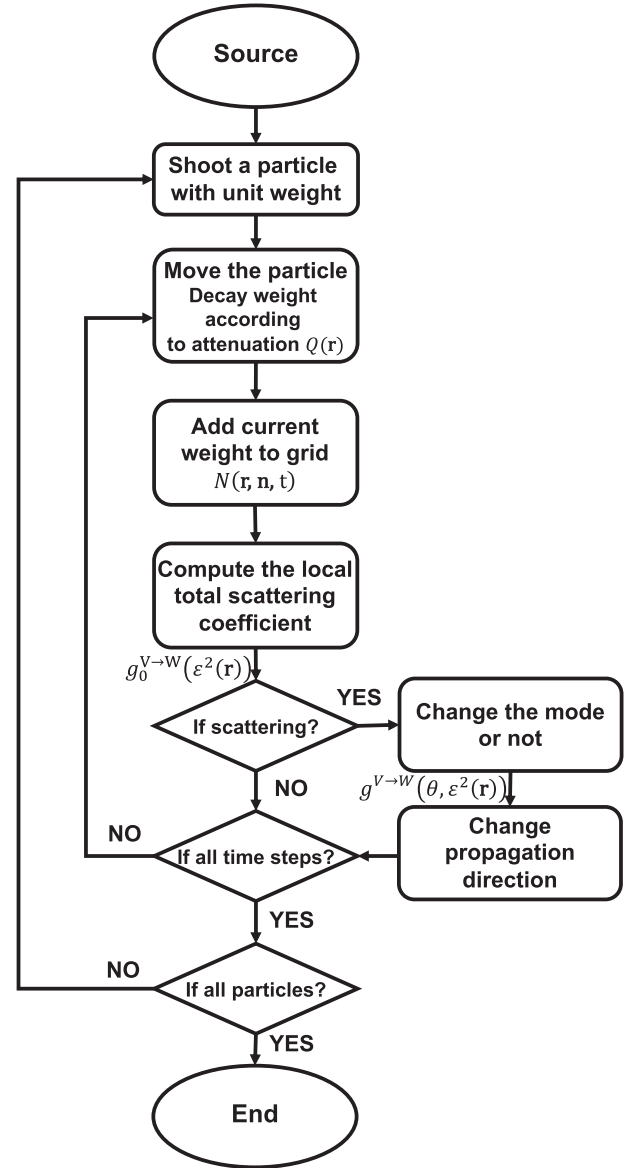 Source
Shoot a particle
with unit weight
Move the particle
Decay weight
according
to attenuation Q(r)
Add current
weight to grid
N(r, n, t)
Compute the local
total scattering
coefficient
g₀^{V→W}(ε²(r))
If scattering?
YES
Change the mode
or not
NO
g^{V→W}(θ, ε²(r))
Change
propagation
direction
NO
If all time steps?
YES
NO
If all particles?
YES
End